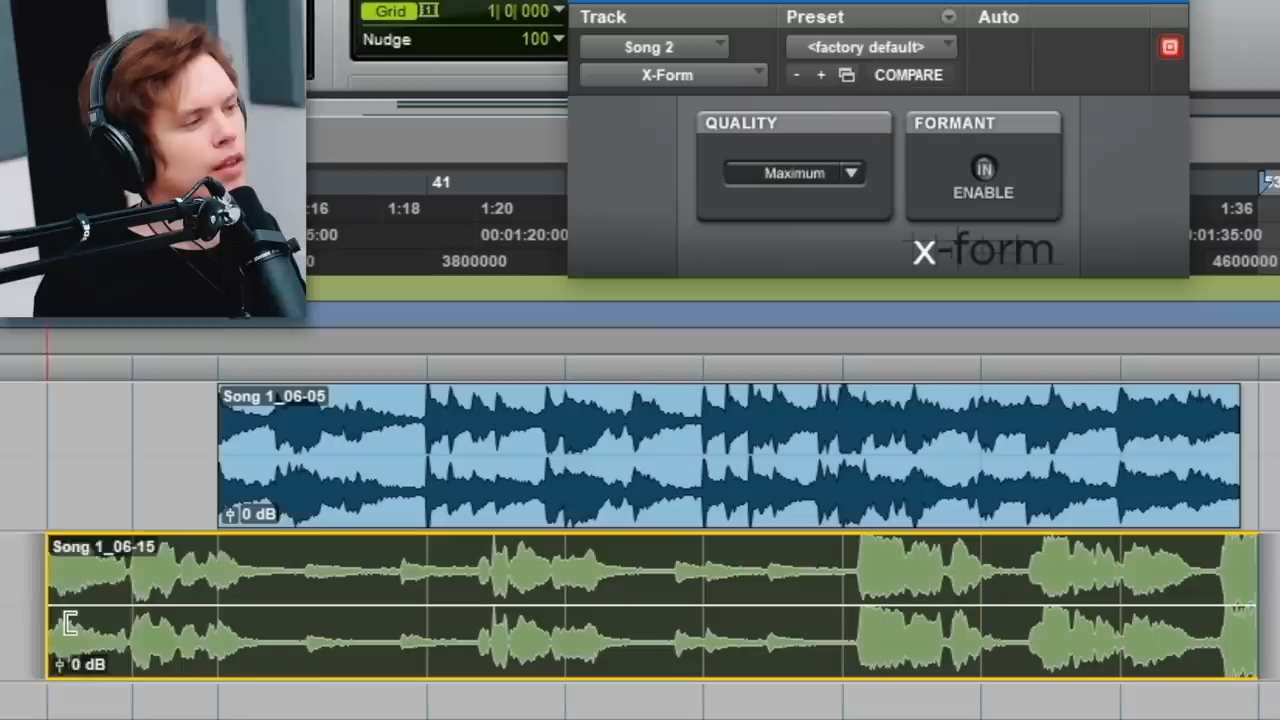 Grid
1| 0| 000
Nudge
100
Track
Preset
Auto
Song 2
<factory default>
X-Form
- +
COMPARE
QUALITY
FORMANT
Maximum
IN
ENABLE
x-form
41
53
:16
1:18
1:20
1:36
5:00
00:01:20:00
:01:35:00
0
3800000
4600000
Song 1_06-05
0 dB
Song 1_06-15
0 dB